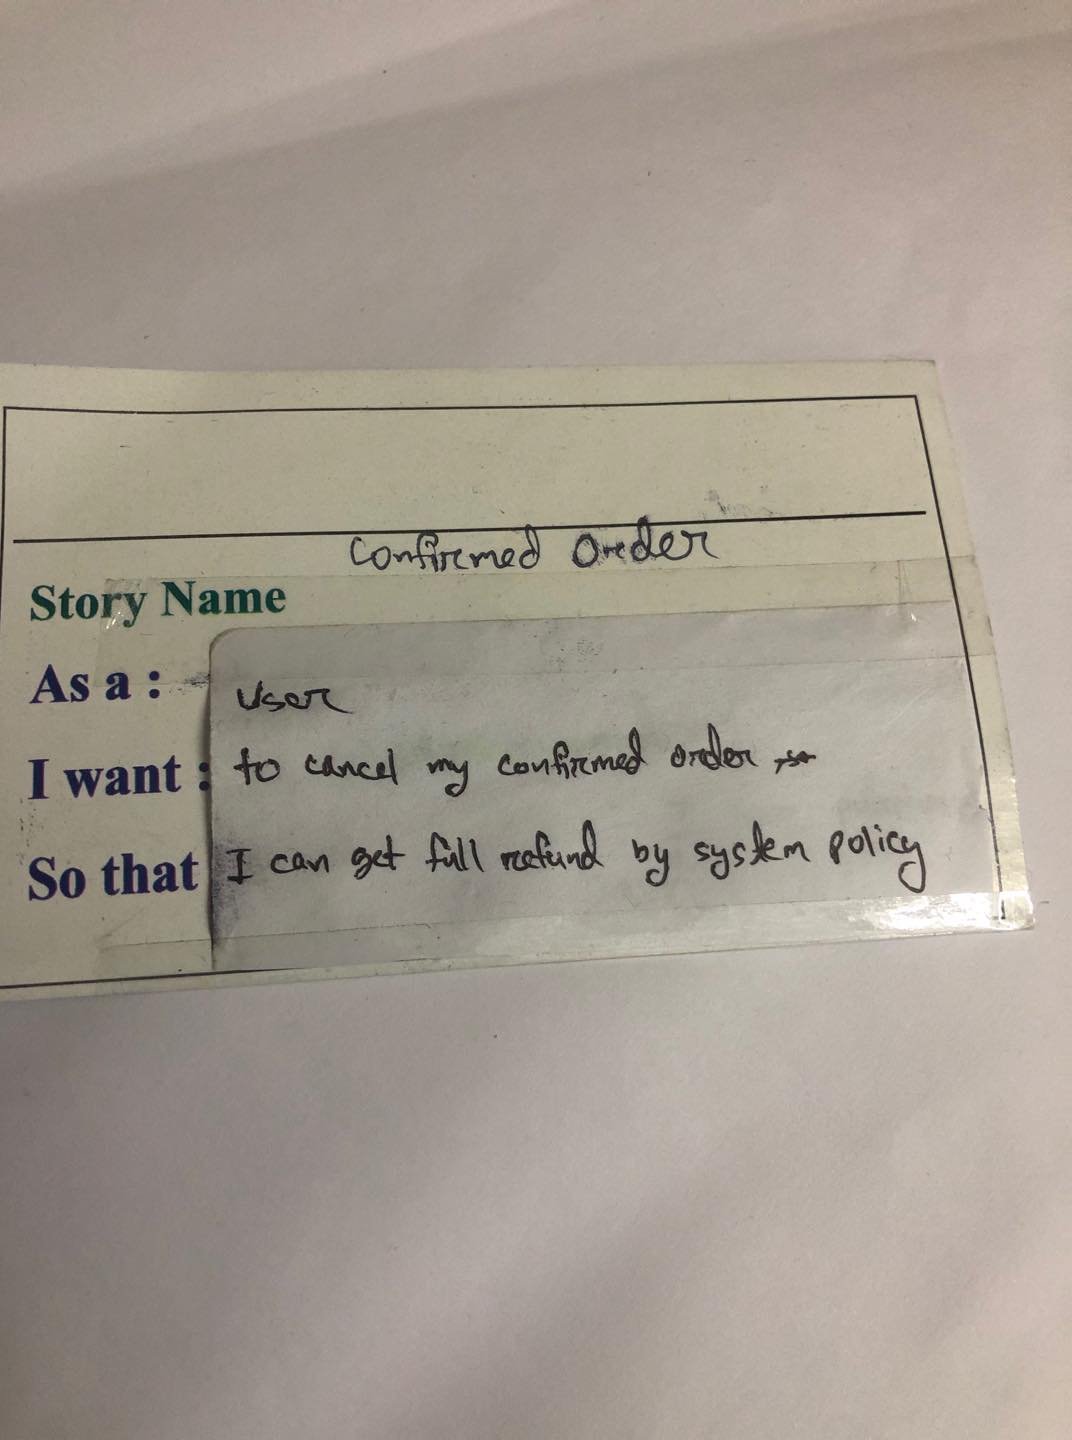 Confirmed Order
Story Name
As a : User
I want : to cancel my confirmed order
So that I can get full refund by system policy